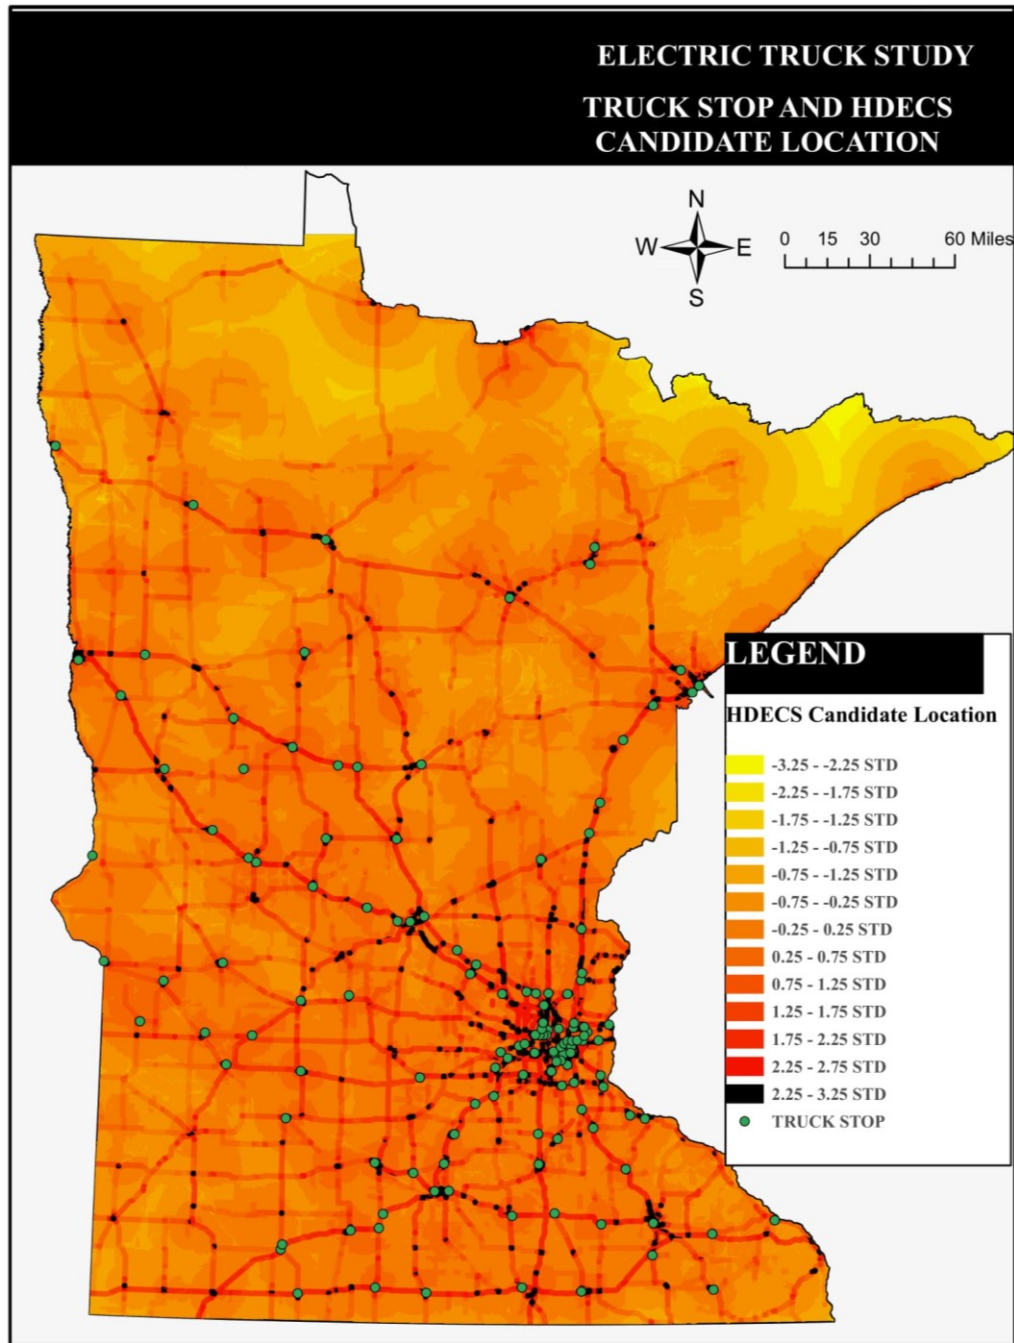 ELECTRIC TRUCK STUDY
TRUCK STOP AND HDECS
CANDIDATE LOCATION
N
W
E
S
0 15 30 60 Miles
LEGEND
HDECS Candidate Location
-3.25 - -2.25 STD
-2.25 - -1.75 STD
-1.75 - -1.25 STD
-1.25 - -0.75 STD
-0.75 - -1.25 STD
-0.75 - -0.25 STD
-0.25 - 0.25 STD
0.25 - 0.75 STD
0.75 - 1.25 STD
1.25 - 1.75 STD
1.75 - 2.25 STD
2.25 - 2.75 STD
2.25 - 3.25 STD
TRUCK STOP